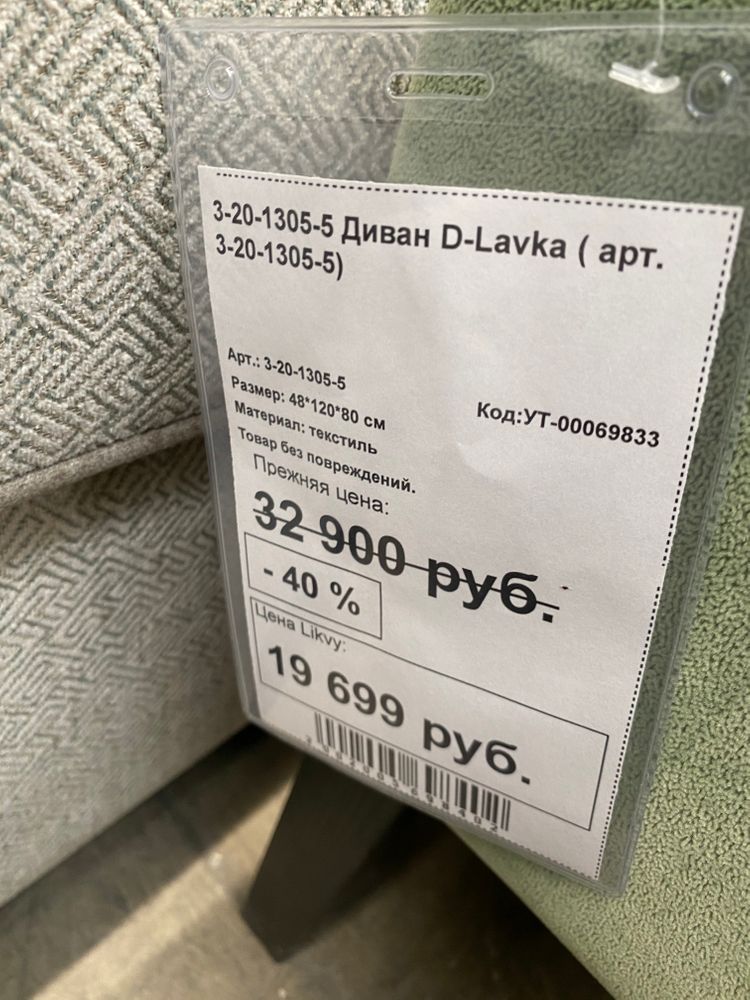 3-20-1305-5 Диван D-Lavka ( арт.
3-20-1305-5)
Арт.: 3-20-1305-5
Размер: 48*120*80 см
Код:УТ-00069833
Материал: текстиль
Товар без повреждений.
Прежняя цена:
32 900 руб.
- 40 %
Цена Likvy:
19 699 руб.